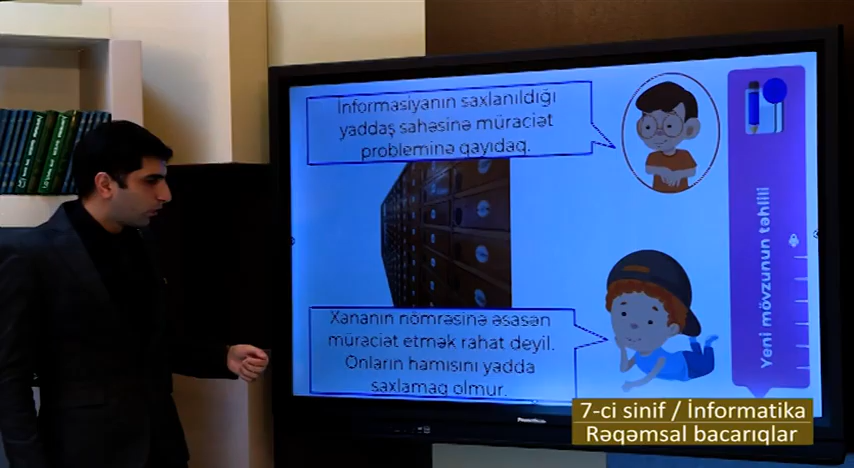 İnformasiyanın saxlanıldığı
yaddaş sahəsinə müraciət
probleminə qayıdaq.
Xananın nömrəsinə əsasən
müraciət etmək rahat deyil.
Onların hamısını yadda
saxlamaq olmur.
Yeni mövzunun təhlili
7-ci sinif / İnformatika
Rəqəmsal bacarıqlar